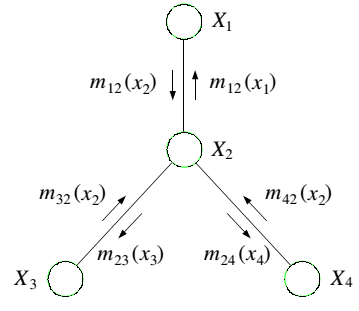 X₁
m₁₂(x₂) m₁₂(x₁)
X₂
m₃₂(x₂) m₄₂(x₂)
m₂₃(x₃) m₂₄(x₄)
X₃ X₄